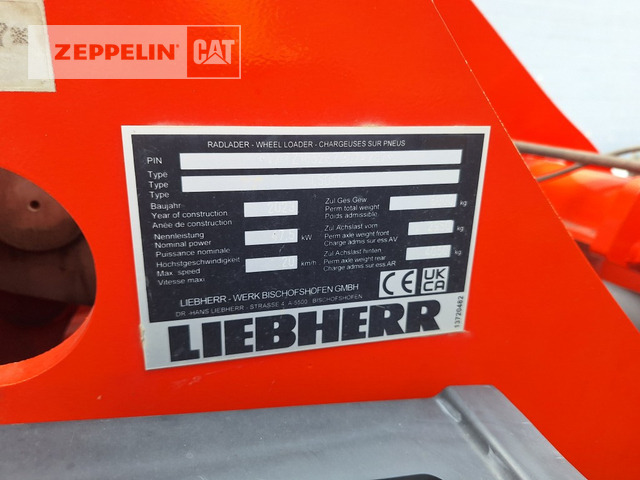 ZEPPELIN CAT
RADLADER - WHEEL LOADER - CHARGEUSES SUR PNEUS
PIN
Type
Type
Type
Baujahr
Year of construction
Anée de construction
Nennleistung
Nominal power kW
Puissance nominale
Höchstgeschwindigkeit
Max. speed km/h
Vitesse maxi
Zul Ges Gew
Perm total weight kg
Poids admissible
Zul Achslast vorn
Perm axle weight front kg
Charge admis sur ess.AV
Zul Achslast hinten
Perm axle weight rear kg
Charge admis sur ess.AR
CE UK CA
LIEBHERR - WERK BISCHOFSHOFEN GMBH
DR. -HANS LIEBHERR - STRASSE 4, A-5500 BISCHOFSHOFEN
LIEBHERR
13720482